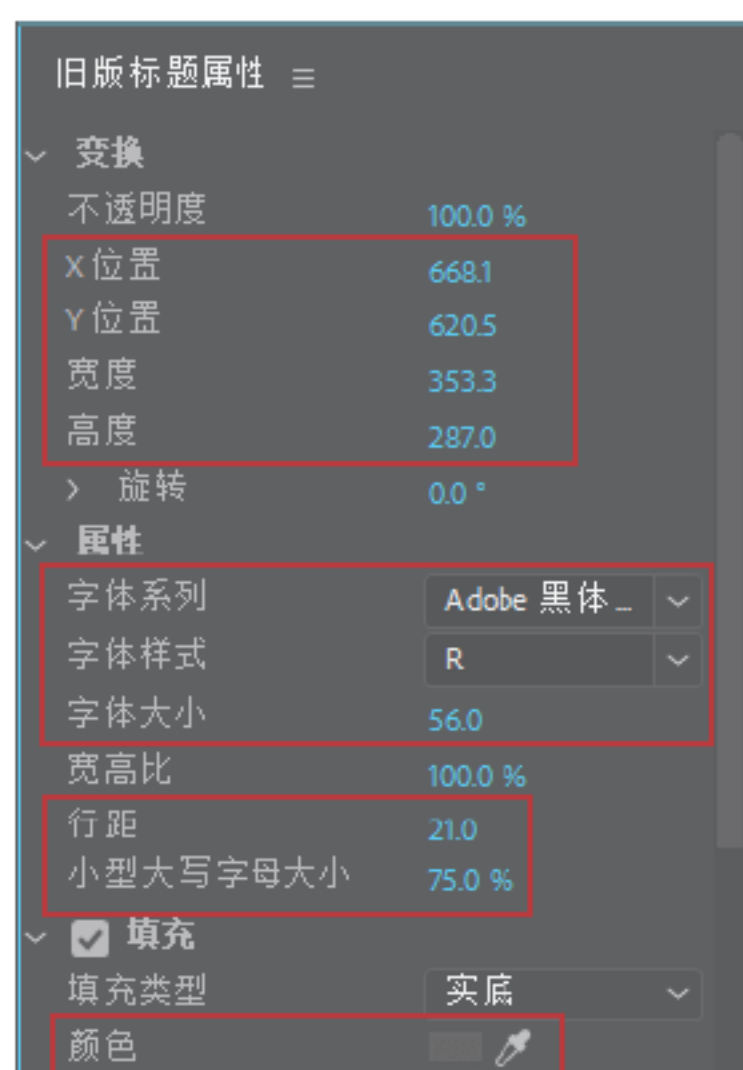 旧版标题属性
变换
不透明度 100.0 %
X位置 668.1
Y位置 620.5
宽度 353.3
高度 287.0
旋转 0.0 °
属性
字体系列 Adobe 黑体 ...
字体样式 R
字体大小 56.0
宽高比 100.0 %
行距 21.0
小型大写字母大小 75.0 %
填充
填充类型 实底
颜色